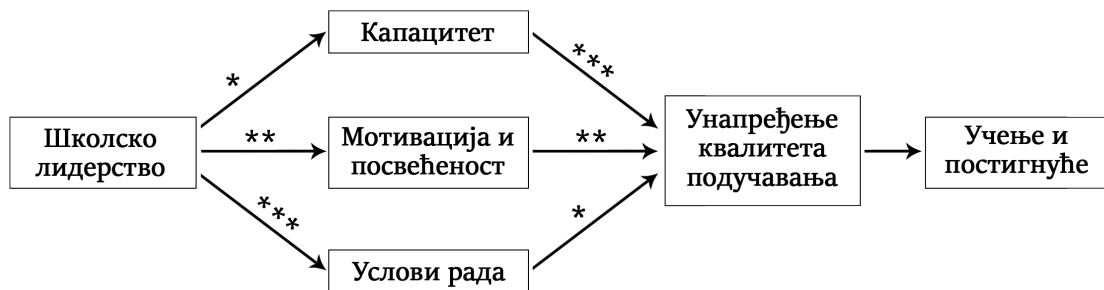 Капацитет
*
***
Школско
лидерство
**
Мотивација и
посвећеност
**
Унапређење
квалитета
подучавања
Учење и
постигнуће
***
*
Услови рада